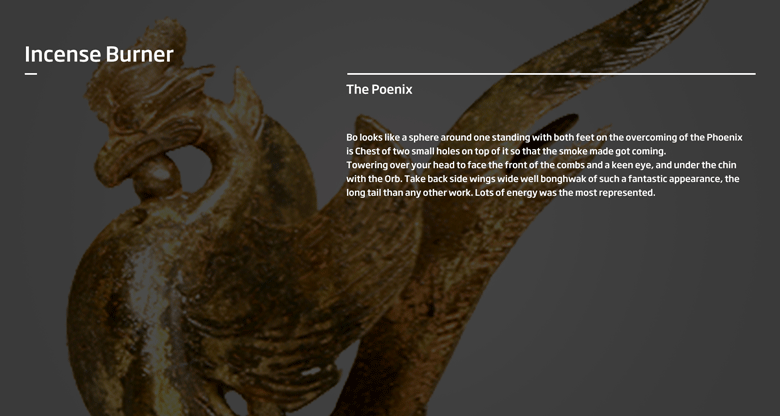 Incense Burner
The Poenix
Bo looks like a sphere around one standing with both feet on the overcoming of the Phoenix
is Chest of two small holes on top of it so that the smoke made got coming.
Towering over your head to face the front of the combs and a keen eye, and under the chin
with the Orb. Take back side wings wide well bonghwak of such a fantastic appearance, the
long tail than any other work. Lots of energy was the most represented.